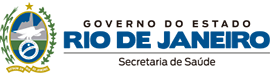 GOVERNO DO ESTADO
RIO DE JANEIRO
Secretaria de Saúde